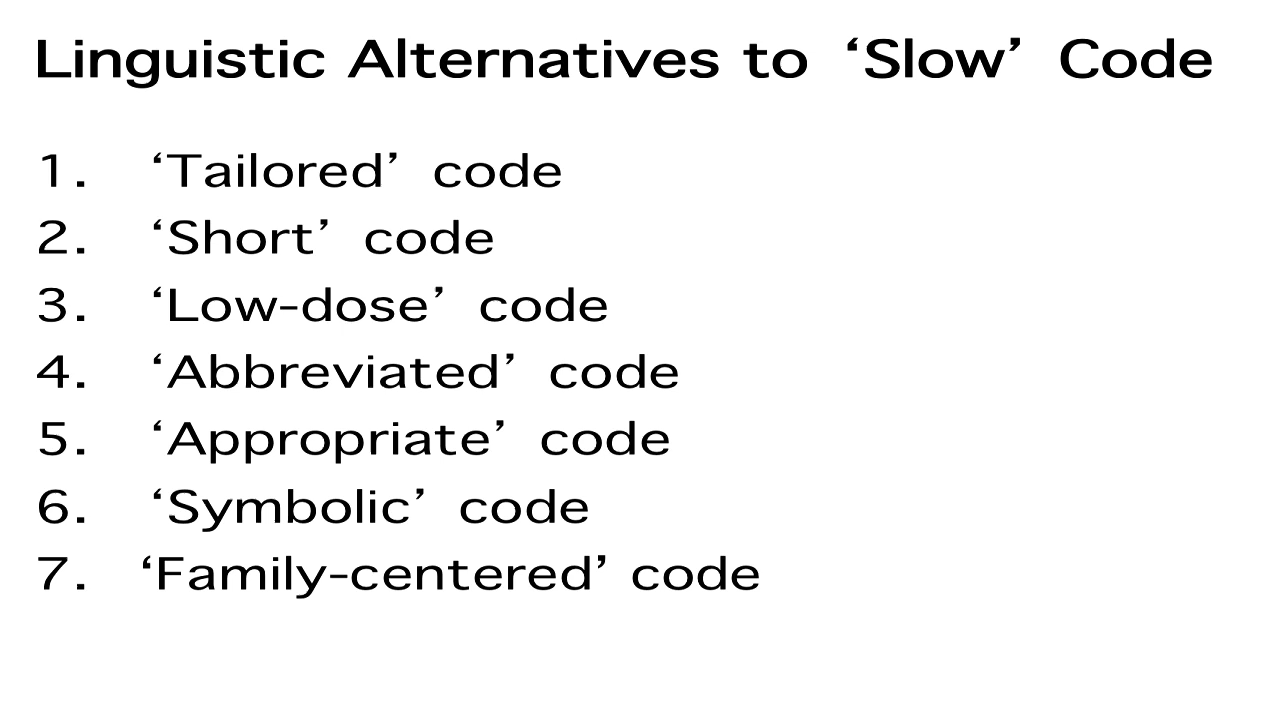 Linguistic Alternatives to ‘Slow’ Code
1. ‘Tailored’ code
2. ‘Short’ code
3. ‘Low-dose’ code
4. ‘Abbreviated’ code
5. ‘Appropriate’ code
6. ‘Symbolic’ code
7. ‘Family-centered’ code